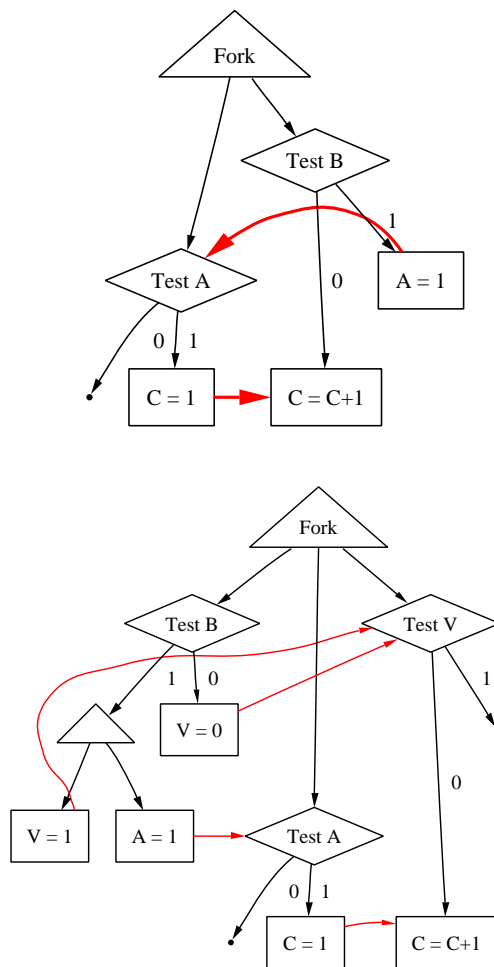 Fork
Test B
1
Test A
0
A = 1
0
1
C = 1
C = C+1
Fork
Test B
Test V
1
0
1
V = 0
0
V = 1
A = 1
Test A
0
1
C = 1
C = C+1